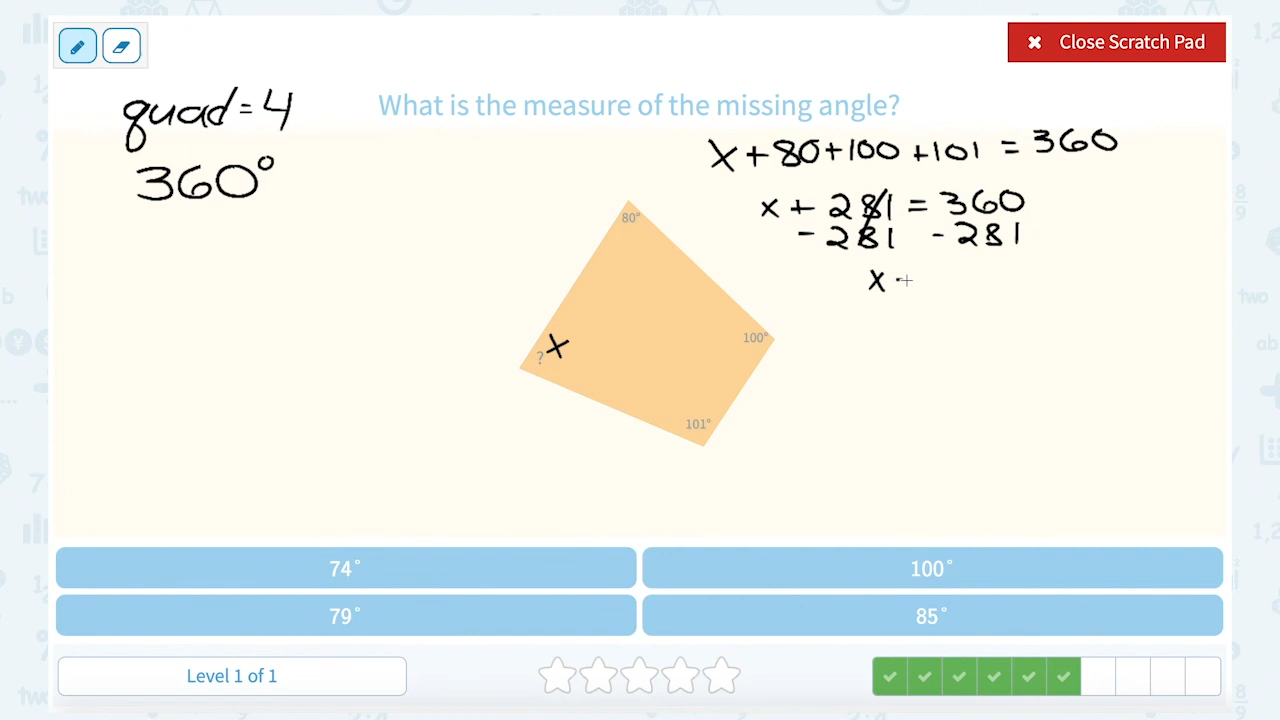 Close Scratch Pad
quad = 4
360°
What is the measure of the missing angle?
x + 80 + 100 + 101 = 360
x + 281 = 360
- 281 - 281
x
80°
100°
? x
101°
74°
100°
79°
85°
Level 1 of 1